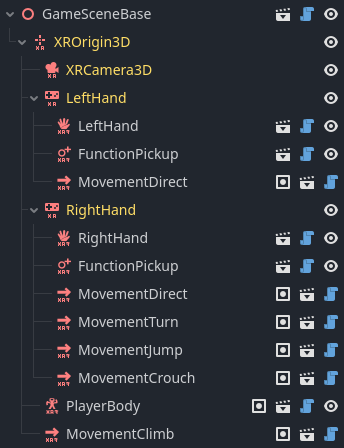 GameSceneBase
XROrigin3D
XRCamera3D
LeftHand
LeftHand
FunctionPickup
MovementDirect
RightHand
RightHand
FunctionPickup
MovementDirect
MovementTurn
MovementJump
MovementCrouch
PlayerBody
MovementClimb